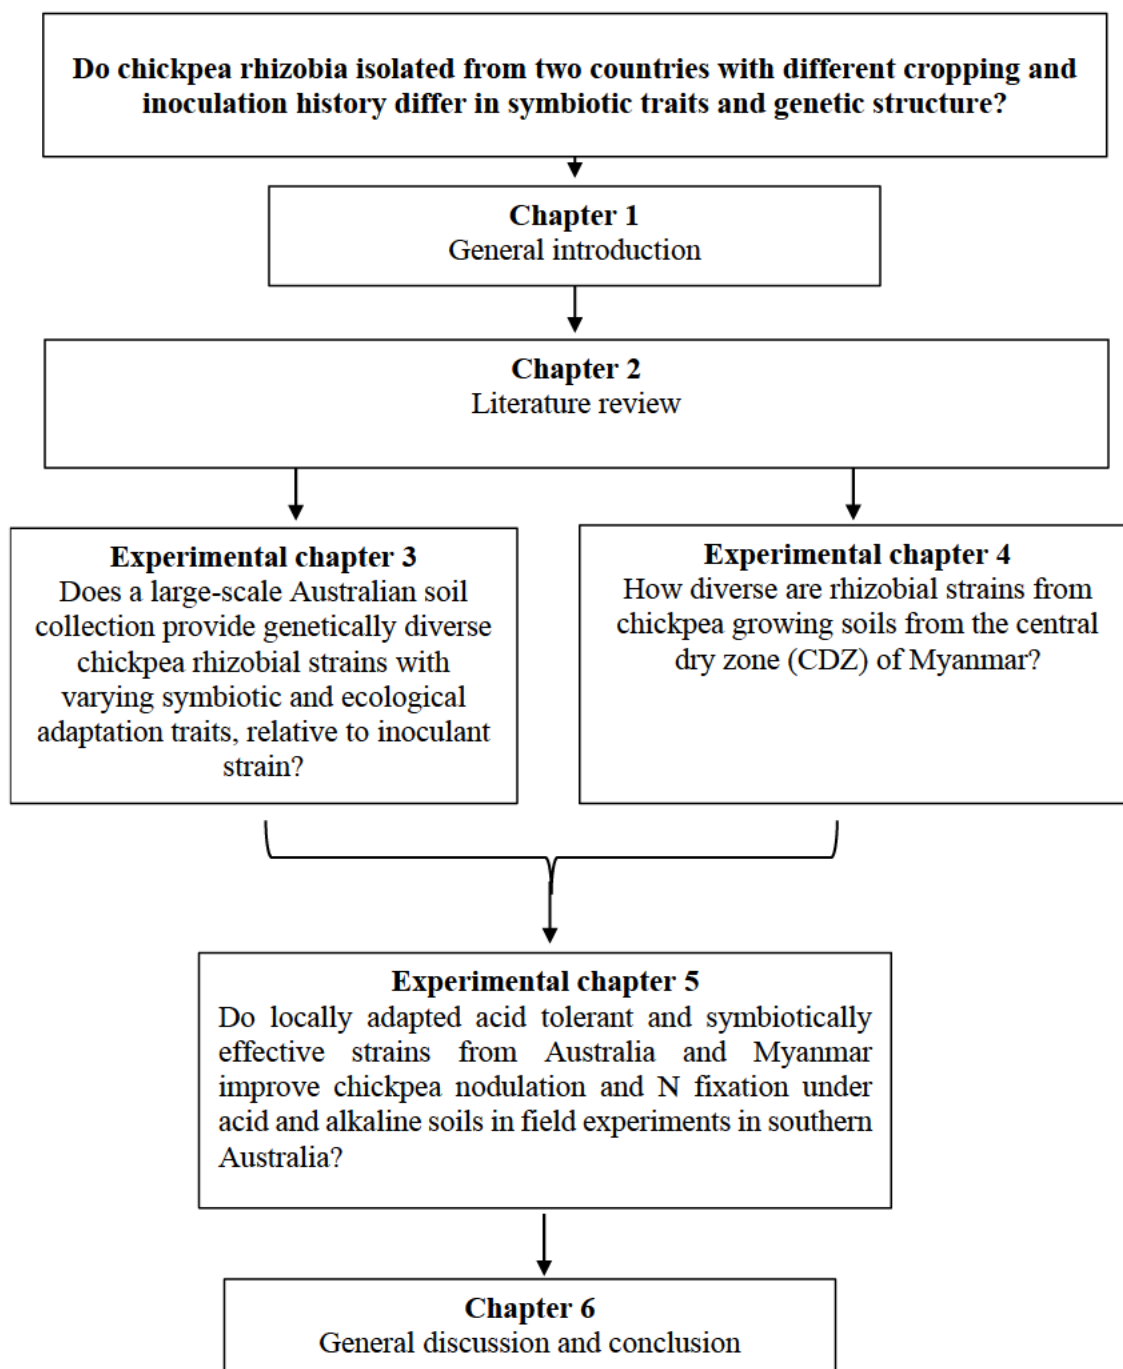 Do chickpea rhizobia isolated from two countries with different cropping and
inoculation history differ in symbiotic traits and genetic structure?
Chapter 1
General introduction
Chapter 2
Literature review
Experimental chapter 3
Does a large-scale Australian soil
collection provide genetically diverse
chickpea rhizobial strains with
varying symbiotic and ecological
adaptation traits, relative to inoculant
strain?
Experimental chapter 4
How diverse are rhizobial strains from
chickpea growing soils from the central
dry zone (CDZ) of Myanmar?
Experimental chapter 5
Do locally adapted acid tolerant and symbiotically
effective strains from Australia and Myanmar
improve chickpea nodulation and N fixation under
acid and alkaline soils in field experiments in southern
Australia?
Chapter 6
General discussion and conclusion